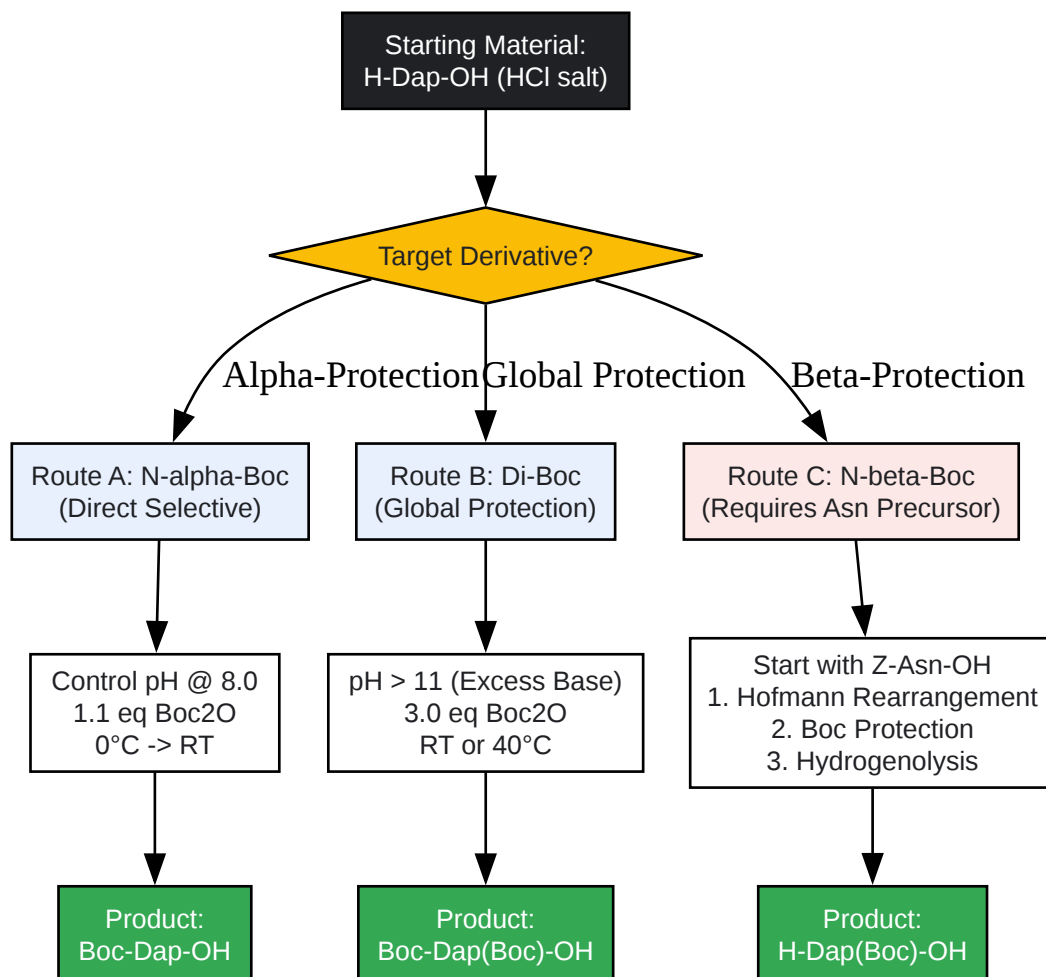 Starting Material:
H-Dap-OH (HCl salt)
Target Derivative?
Alpha-Protection
Global Protection
Beta-Protection
Route A: N-alpha-Boc
(Direct Selective)
Route B: Di-Boc
(Global Protection)
Route C: N-beta-Boc
(Requires Asn Precursor)
Control pH @ 8.0
1.1 eq Boc2O
0°C -> RT
pH > 11 (Excess Base)
3.0 eq Boc2O
RT or 40°C
Start with Z-Asn-OH
1. Hofmann Rearrangement
2. Boc Protection
3. Hydrogenolysis
Product:
Boc-Dap-OH
Product:
Boc-Dap(Boc)-OH
Product:
H-Dap(Boc)-OH